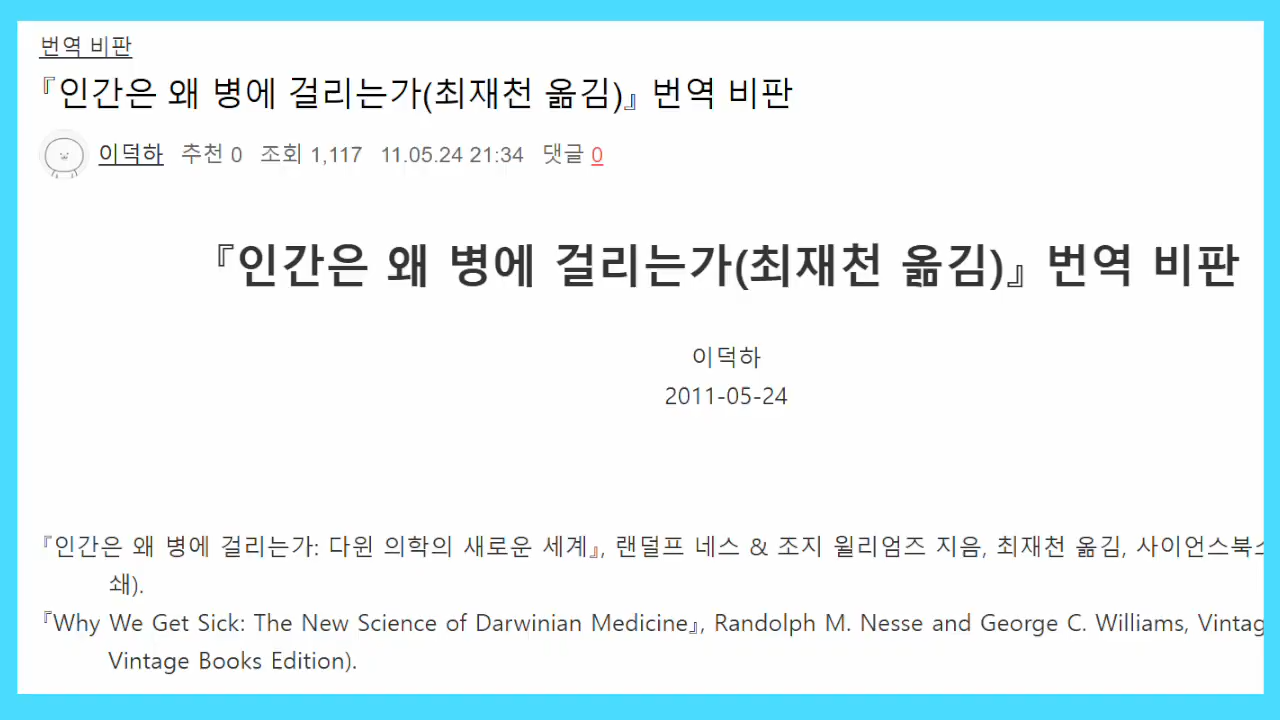 번역 비판
『인간은 왜 병에 걸리는가(최재천 옮김)』 번역 비판
이덕하 추천 0 조회 1,117 11.05.24 21:34 댓글 0
『인간은 왜 병에 걸리는가(최재천 옮김)』 번역 비판
이덕하
2011-05-24
『인간은 왜 병에 걸리는가: 다윈 의학의 새로운 세계』, 랜덜프 네스 & 조지 윌리엄즈 지음, 최재천 옮김, 사이언스북
쇄).
『Why We Get Sick: The New Science of Darwinian Medicine』, Randolph M. Nesse and George C. Williams, Vintag
Vintage Books Edition).